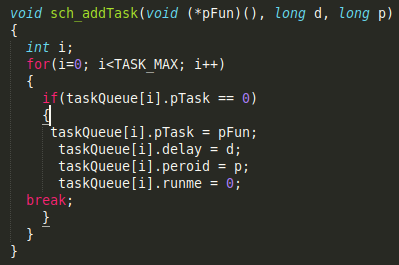 void sch_addTask(void (*pFun)(), long d, long p)
{
int i;
for(i=0; i<TASK_MAX; i++)
{
if(taskQueue[i].pTask == 0)
{
taskQueue[i].pTask = pFun;
taskQueue[i].delay = d;
taskQueue[i].peroid = p;
taskQueue[i].runme = 0;
break;
}
}
}